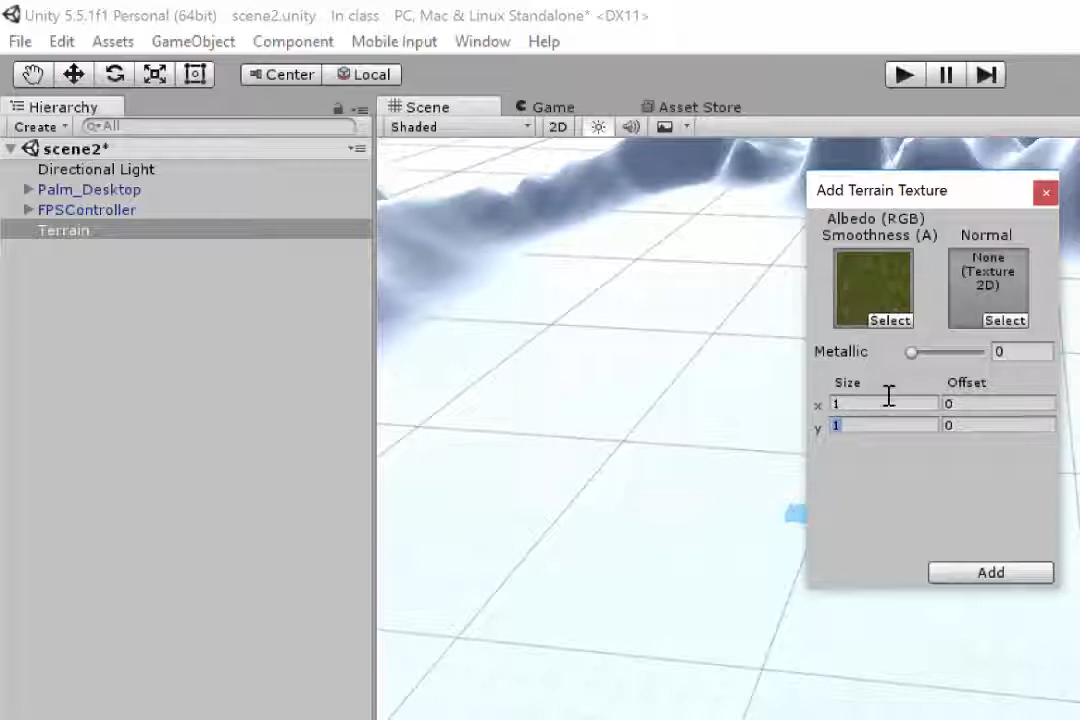 Unity 5.5.1f1 Personal (64bit) scene2.unity In class PC, Mac & Linux Standalone* <DX11>
File Edit Assets GameObject Component Mobile Input Window Help
Center Local
Hierarchy
Scene Game Asset Store
Create All
Shaded 2D
scene2*
Directional Light
Palm_Desktop
FPSController
Terrain
Add Terrain Texture
Albedo (RGB)
Smoothness (A) Normal
None
(Texture
2D)
Select Select
Metallic 0
Size Offset
x 1 0
y 1 0
Add